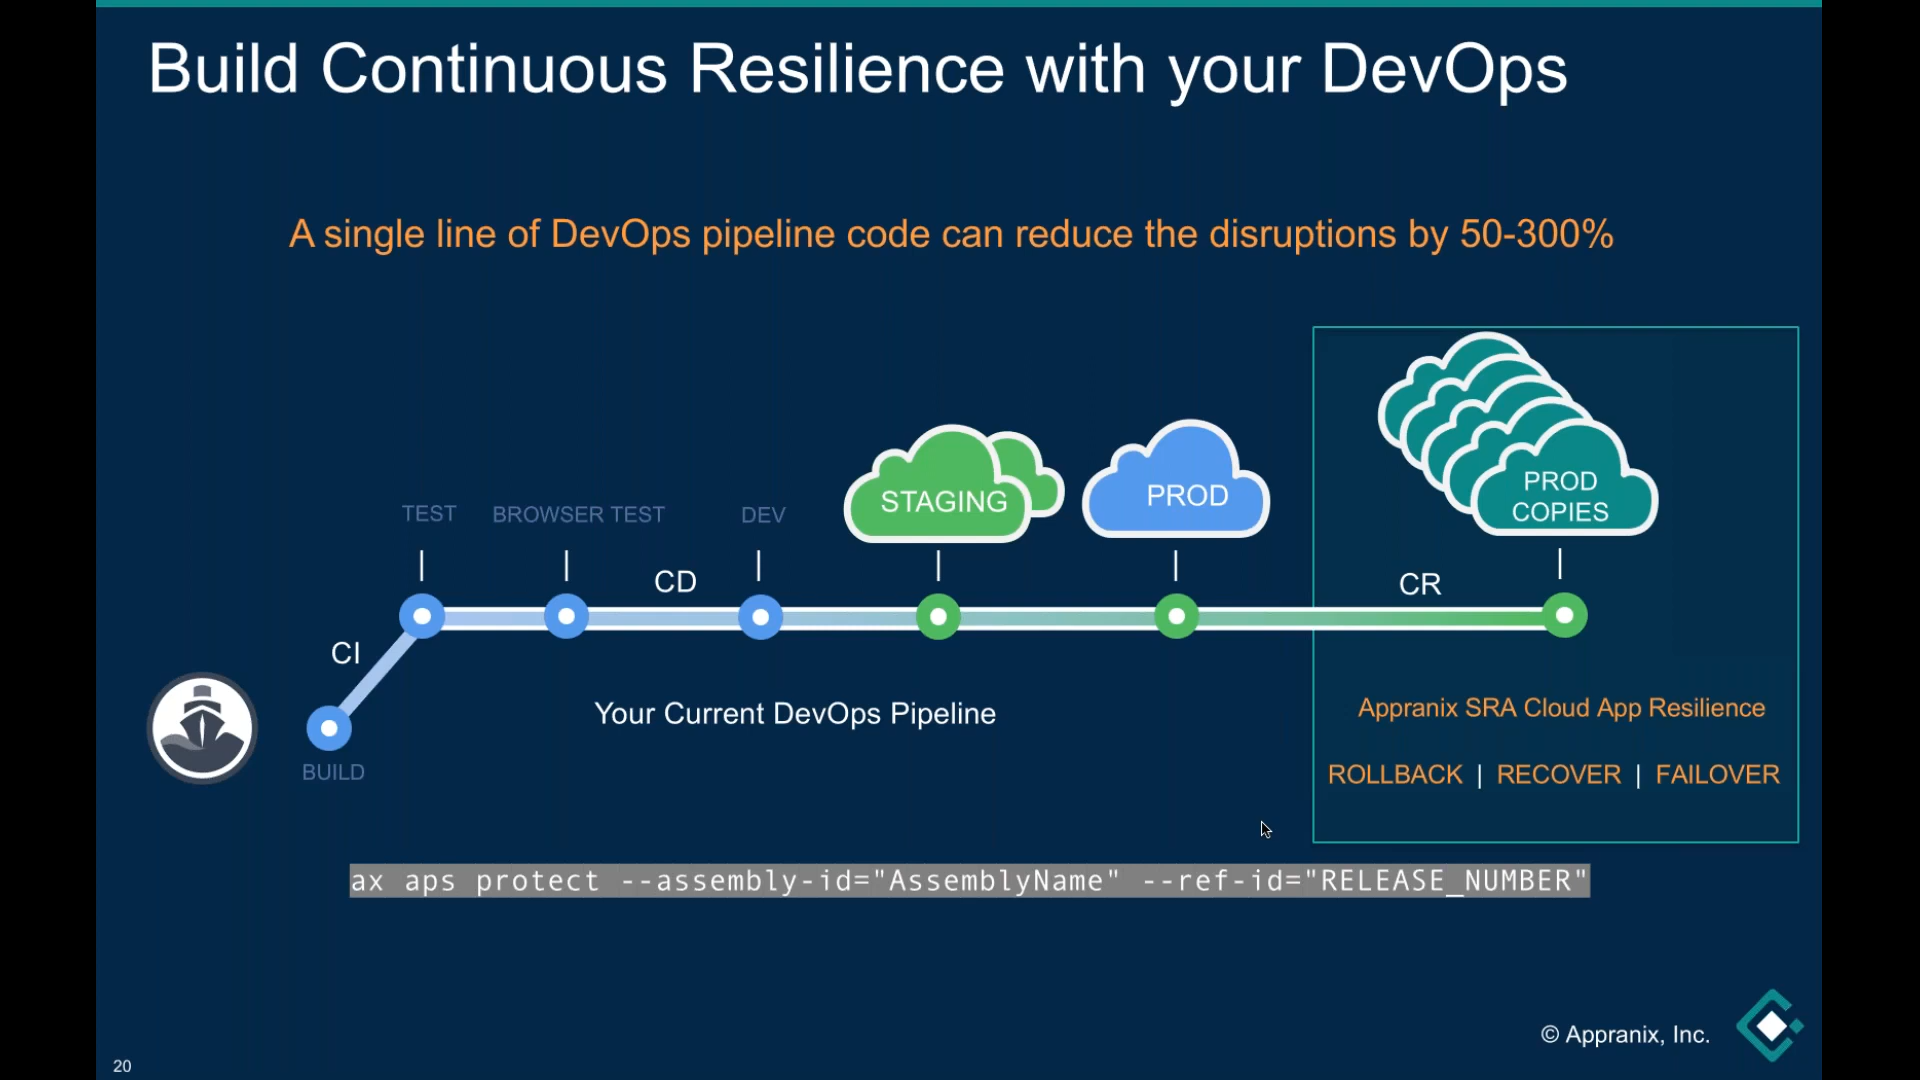 Build Continuous Resilience with your DevOps
A single line of DevOps pipeline code can reduce the disruptions by 50-300%
TEST
BROWSER TEST
DEV
STAGING
PROD
PROD
COPIES
CD
CR
CI
BUILD
Your Current DevOps Pipeline
Appranix SRA Cloud App Resilience
ROLLBACK | RECOVER | FAILOVER
ax aps protect --assembly-id="AssemblyName" --ref-id="RELEASE_NUMBER"
© Appranix, Inc.
20